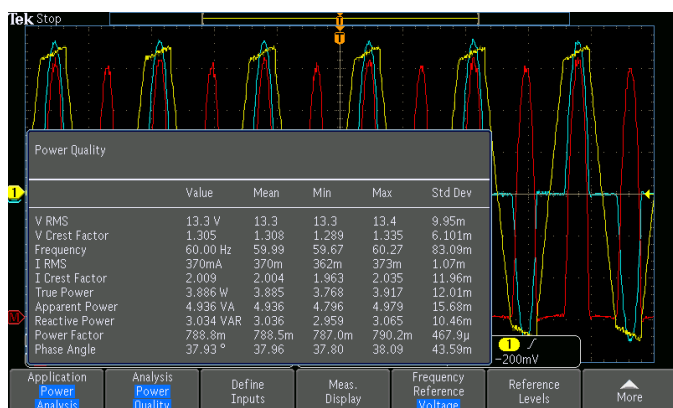 Tek Stop
T
T
Power Quality
Value Mean Min Max Std Dev
V RMS 13.3 V 13.3 13.3 13.4 9.95m
V Crest Factor 1.305 1.308 1.289 1.335 6.101m
Frequency 60.00 Hz 59.99 59.67 60.27 83.09m
I RMS 370mA 370m 362m 373m 1.07m
I Crest Factor 2.009 2.004 1.963 2.035 11.96m
True Power 3.886 W 3.885 3.768 3.917 12.01m
Apparent Power 4.936 VA 4.936 4.796 4.979 15.68m
Reactive Power 3.034 VAR 3.036 2.959 3.065 10.46m
Power Factor 788.8m 788.5m 787.0m 790.2m 467.9µ
Phase Angle 37.93 ° 37.96 37.80 38.09 43.59m
1
M
1
-200mV
Application
Power
Analysis
Analysis
Power
Quality
Define
Inputs
Meas.
Display
Frequency
Reference
Voltage
Reference
Levels
More